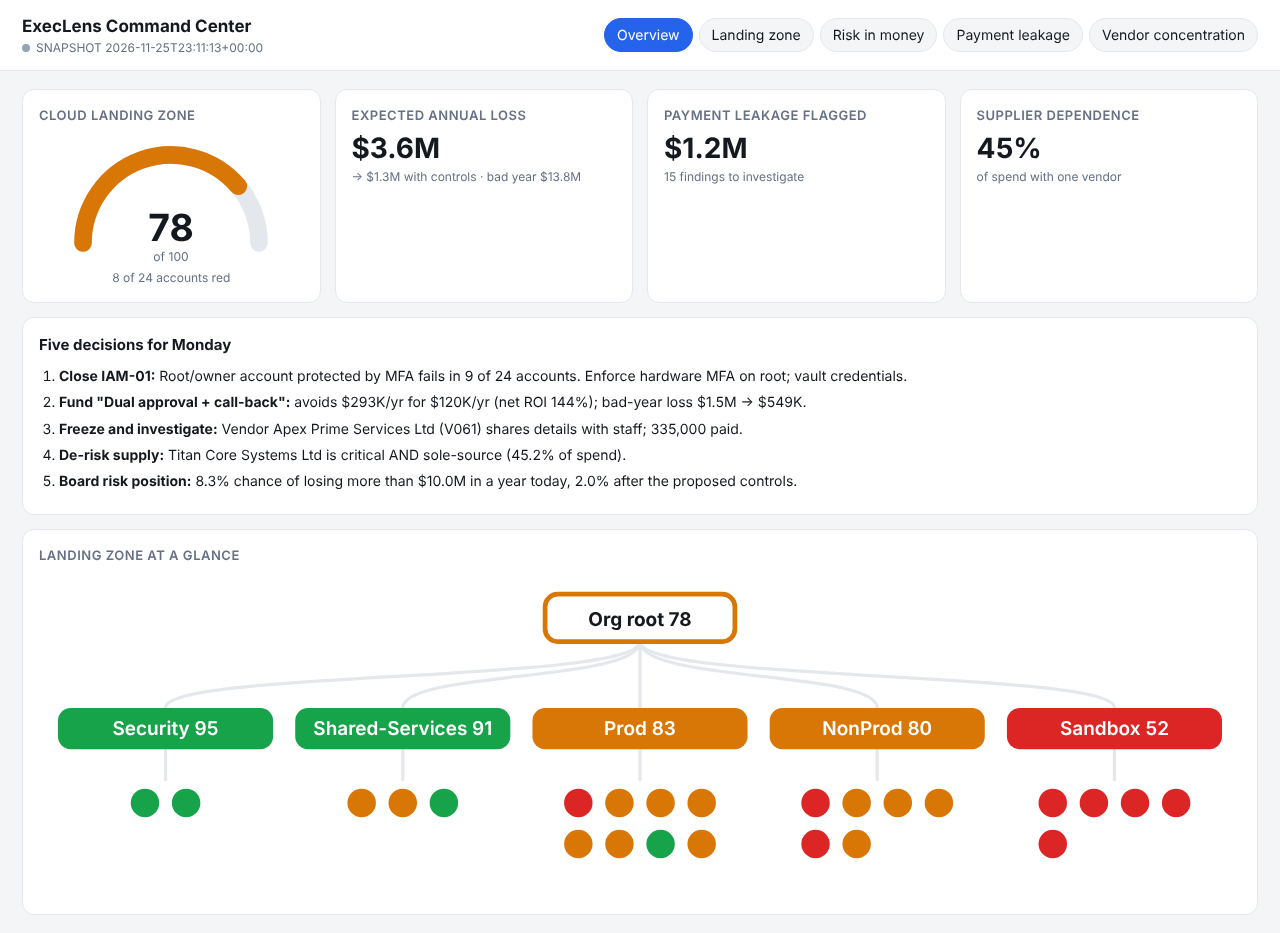 ExecLens Command Center
SNAPSHOT 2026-11-25T23:11:13+00:00
Overview
Landing zone
Risk in money
Payment leakage
Vendor concentration
CLOUD LANDING ZONE
78
of 100
8 of 24 accounts red
EXPECTED ANNUAL LOSS
$3.6M
→ $1.3M with controls · bad year $13.8M
PAYMENT LEAKAGE FLAGGED
$1.2M
15 findings to investigate
SUPPLIER DEPENDENCE
45%
of spend with one vendor
Five decisions for Monday
1. Close IAM-01: Root/owner account protected by MFA fails in 9 of 24 accounts. Enforce hardware MFA on root; vault credentials.
2. Fund "Dual approval + call-back": avoids $293K/yr for $120K/yr (net ROI 144%); bad-year loss $1.5M → $549K.
3. Freeze and investigate: Vendor Apex Prime Services Ltd (V061) shares details with staff; 335,000 paid.
4. De-risk supply: Titan Core Systems Ltd is critical AND sole-source (45.2% of spend).
5. Board risk position: 8.3% chance of losing more than $10.0M in a year today, 2.0% after the proposed controls.
LANDING ZONE AT A GLANCE
Org root 78
Security 95
Shared-Services 91
Prod 83
NonProd 80
Sandbox 52